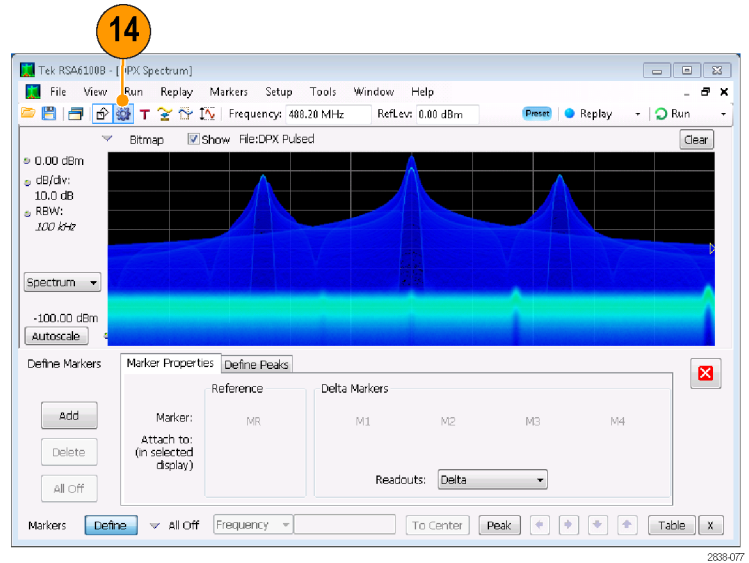 14
Tek RSA6100B - [DPX Spectrum]
File View Run Replay Markers Setup Tools Window Help
T Frequency: 488.20 MHz RefLev: 0.00 dBm Preset Replay Run
Bitmap Show File:DPX Pulsed Clear
0.00 dBm
dB/div:
10.0 dB
RBW:
100 kHz
Spectrum
-100.00 dBm
Autoscale
Define Markers Marker Properties Define Peaks
Reference Delta Markers
Add Marker: MR M1 M2 M3 M4
Attach to:
Delete (in selected
display)
All Off Readouts: Delta
Markers Define All Off Frequency To Center Peak Table X
2838-077